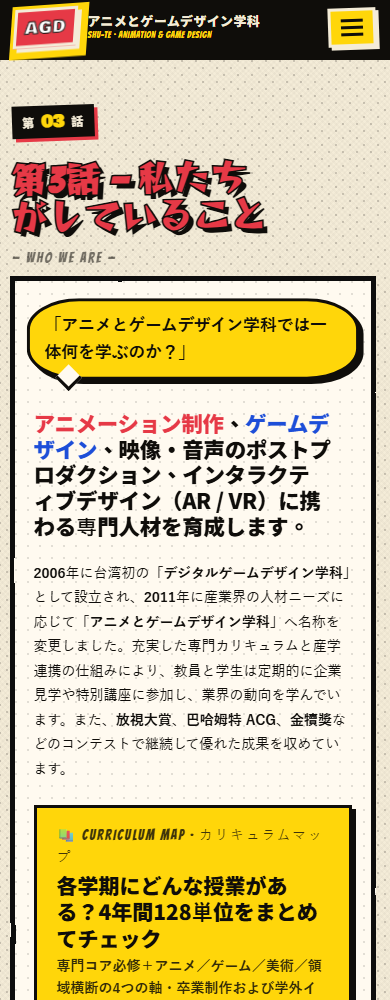 AGD
アニメとゲームデザイン学科
SHU-TE · ANIMATION & GAME DESIGN
第 03 話
第3話 – 私たち
がしていること
— WHO WE ARE —
「アニメとゲームデザイン学科では一
体何を学ぶのか？」
アニメーション制作、ゲームデ
ザイン、映像・音声のポストプ
ロダクション、インタラクテ
ィブデザイン（AR / VR）に携
わる専門人材を育成します。
2006年に台湾初の「デジタルゲームデザイン学科」
として設立され、2011年に産業界の人材ニーズに
応じて「アニメとゲームデザイン学科」へ名称を
変更しました。充実した専門カリキュラムと産学
連携の仕組みにより、教員と学生は定期的に企業
見学や特別講座に参加し、業界の動向を学んでい
ます。また、放視大賞、巴哈姆特 ACG、金犢獎な
どのコンテストで継続して優れた成果を収めてい
ます。
CURRICULUM MAP · カリキュラムマッ
プ
各学期にどんな授業があ
る？4年間128単位をまとめ
てチェック
専門コア必修＋アニメ／ゲーム／美術／領
域横断の4つの軸・卒業制作および学外イ